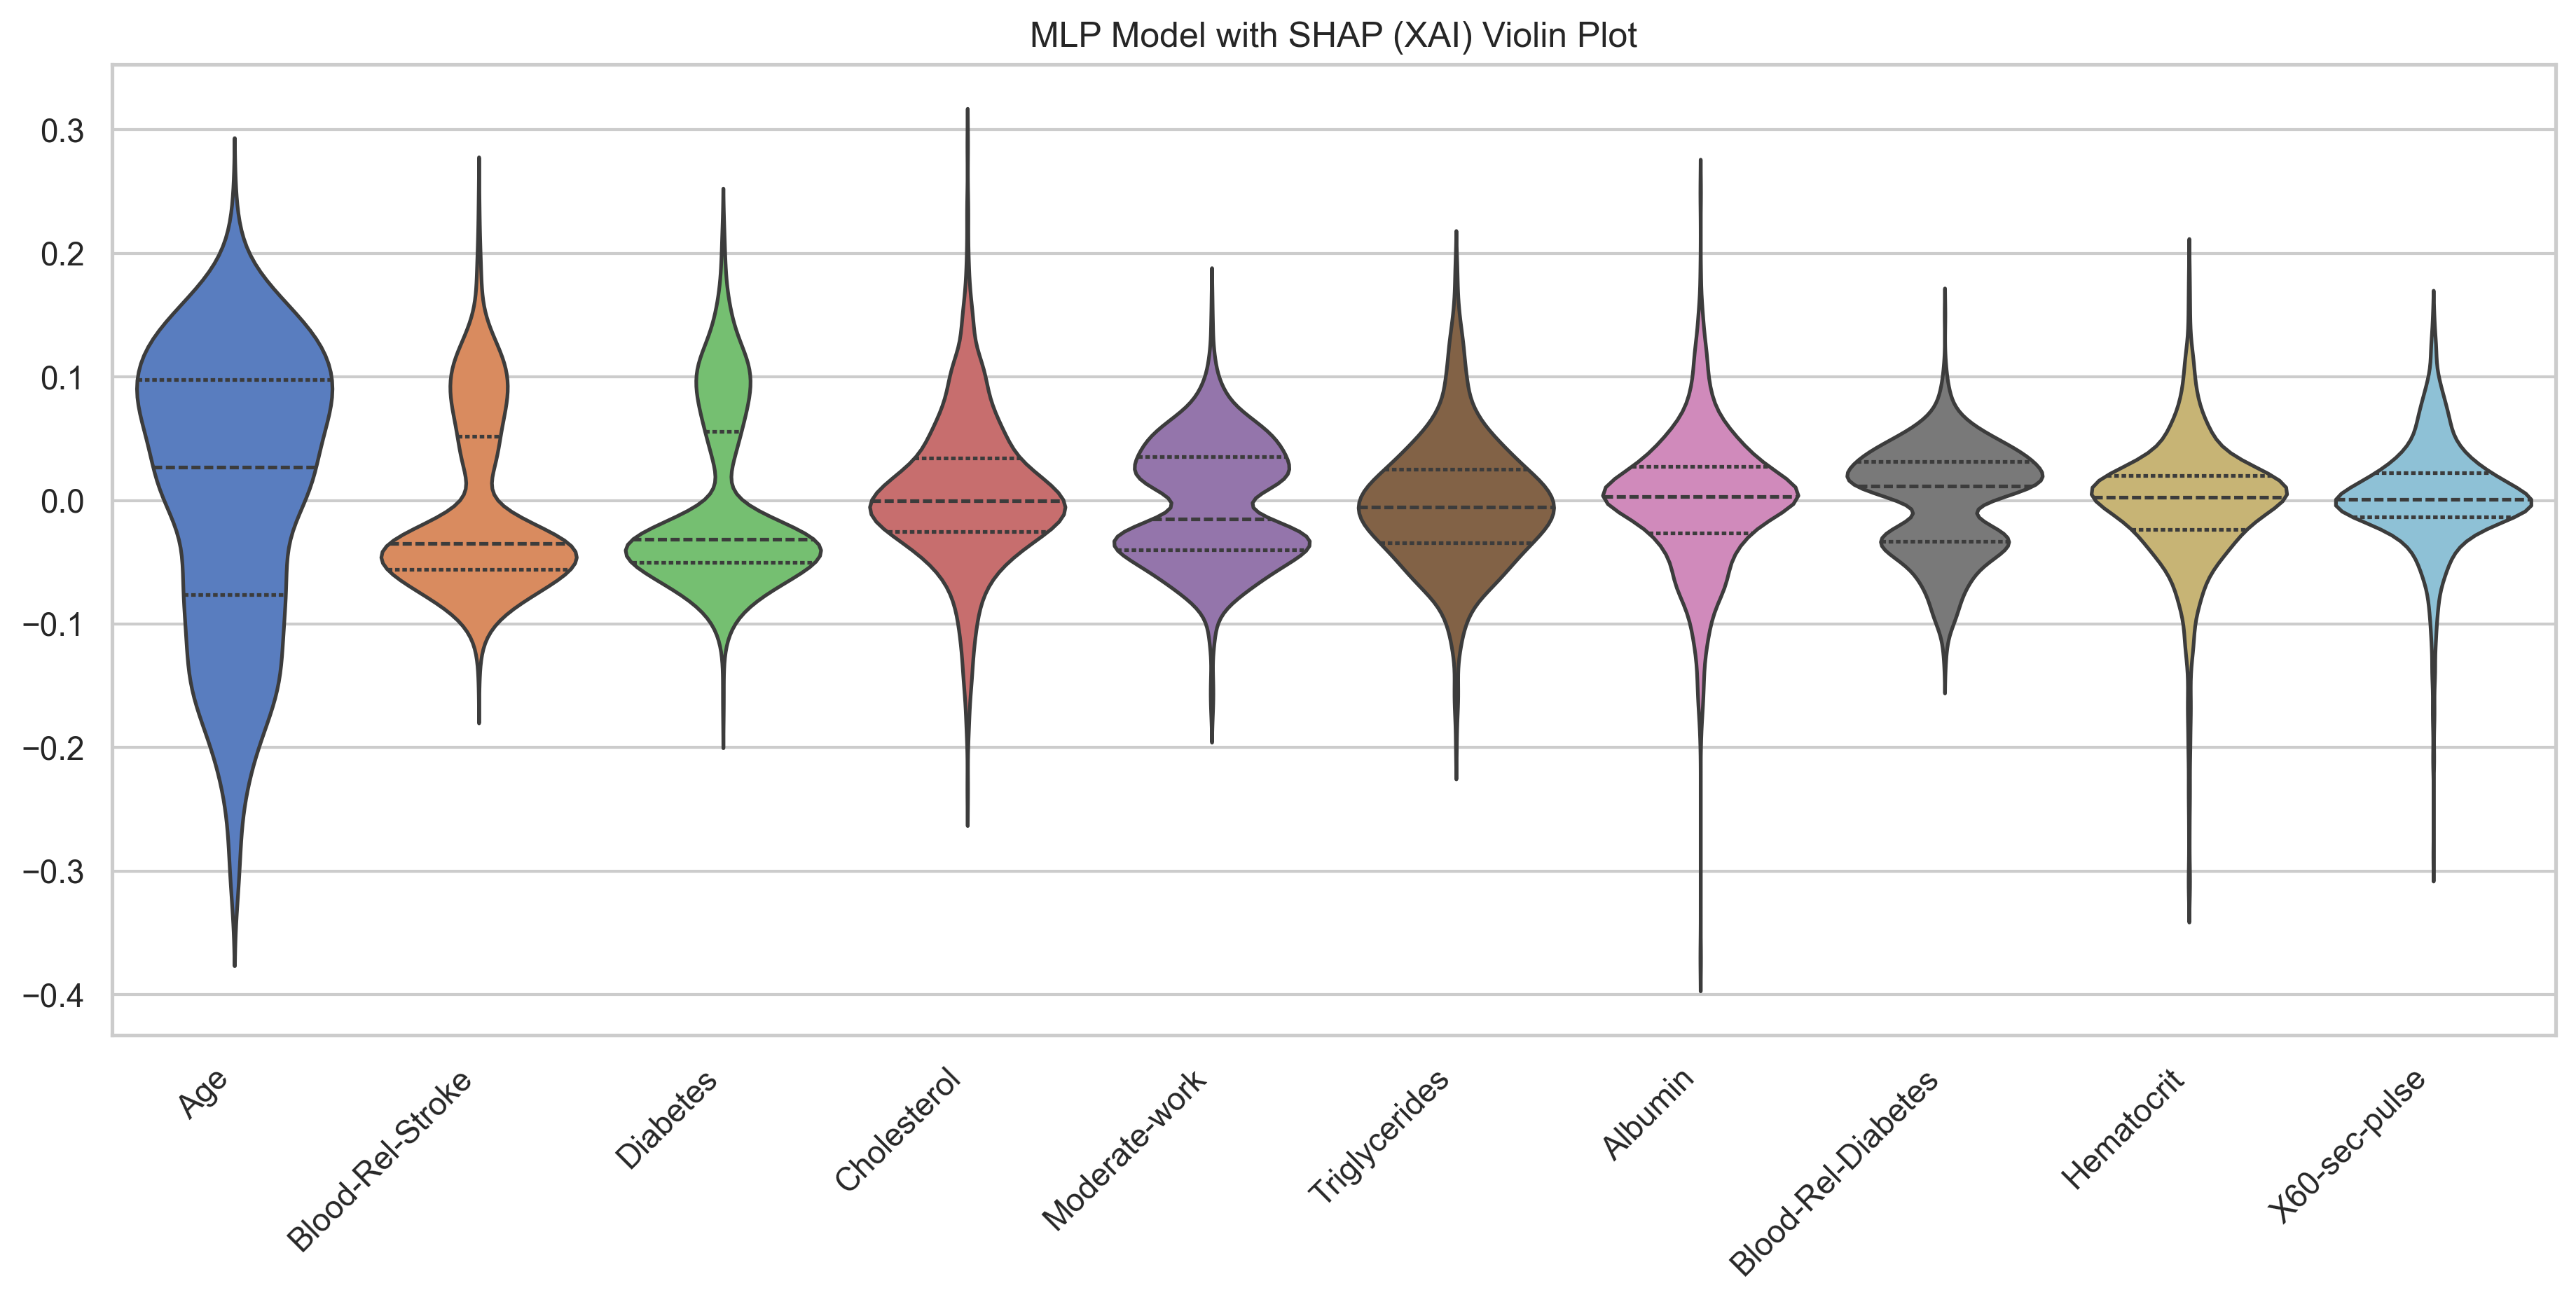 MLP Model with SHAP (XAI) Violin Plot
0.3
0.2
0.1
0.0
−0.1
−0.2
−0.3
−0.4
Age
Blood-Rel-Stroke
Diabetes
Cholesterol
Moderate-work
Triglycerides
Albumin
Blood-Rel-Diabetes
Hematocrit
X60-sec-pulse